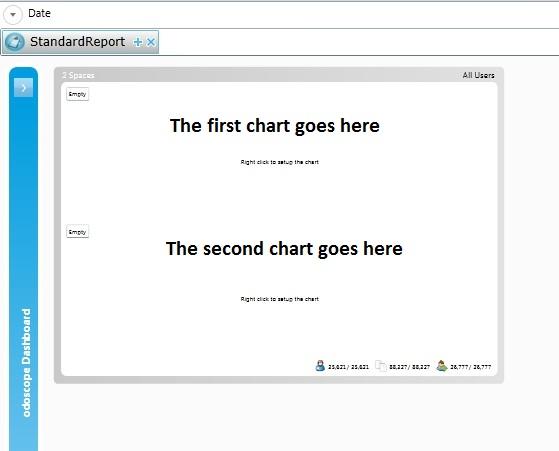 Date
StandardReport
2 Spaces
All Users
Empty
The first chart goes here
Right click to setup the chart
Empty
The second chart goes here
Right click to setup the chart
odoscope Dashboard
25,621/ 25,621 88,227/ 88,227 26,777/ 26,777